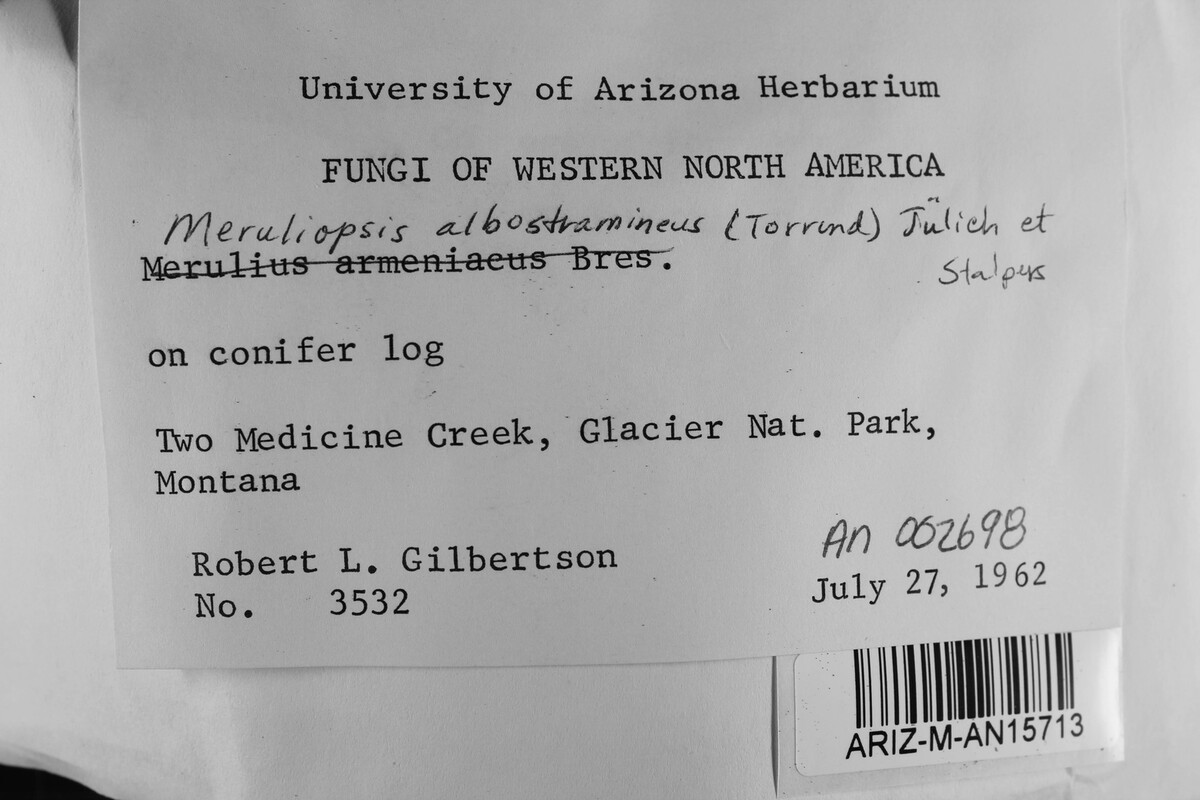 University of Arizona Herbarium
FUNGI OF WESTERN NORTH AMERICA
Meruliopsis albostramineus (Torrend) Jülich et
Stalpers
Merulius armeniacus Bres.
on conifer log
Two Medicine Creek, Glacier Nat. Park,
Montana
An 002698
Robert L. Gilbertson
July 27, 1962
No. 3532
ARIZ-M-AN15713